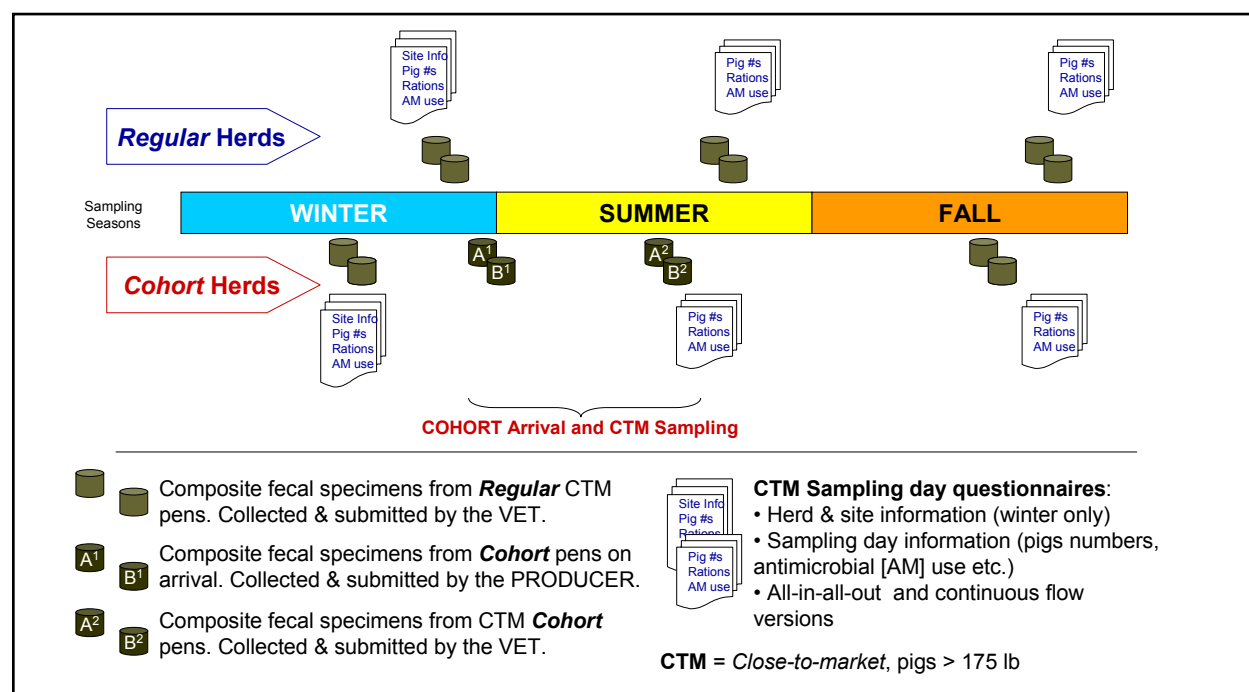 Site Info
Pig #s
Rations
AM use
Pig #s
Rations
AM use
Pig #s
Rations
AM use
Regular Herds
Sampling
Seasons
WINTER
SUMMER
FALL
Cohort Herds
A¹
B¹
A²
B²
Site Info
Pig #s
Rations
AM use
Pig #s
Rations
AM use
Pig #s
Rations
AM use
COHORT Arrival and CTM Sampling
Composite fecal specimens from Regular CTM
pens. Collected & submitted by the VET.
A¹
B¹
Composite fecal specimens from Cohort pens on
arrival. Collected & submitted by the PRODUCER.
A²
B²
Composite fecal specimens from CTM Cohort
pens. Collected & submitted by the VET.
Site Info
Pig #s
Rations
Pig #s
Rations
AM use
CTM Sampling day questionnaires:
• Herd & site information (winter only)
• Sampling day information (pigs numbers,
antimicrobial [AM] use etc.)
• All-in-all-out and continuous flow
versions
CTM = Close-to-market, pigs > 175 lb